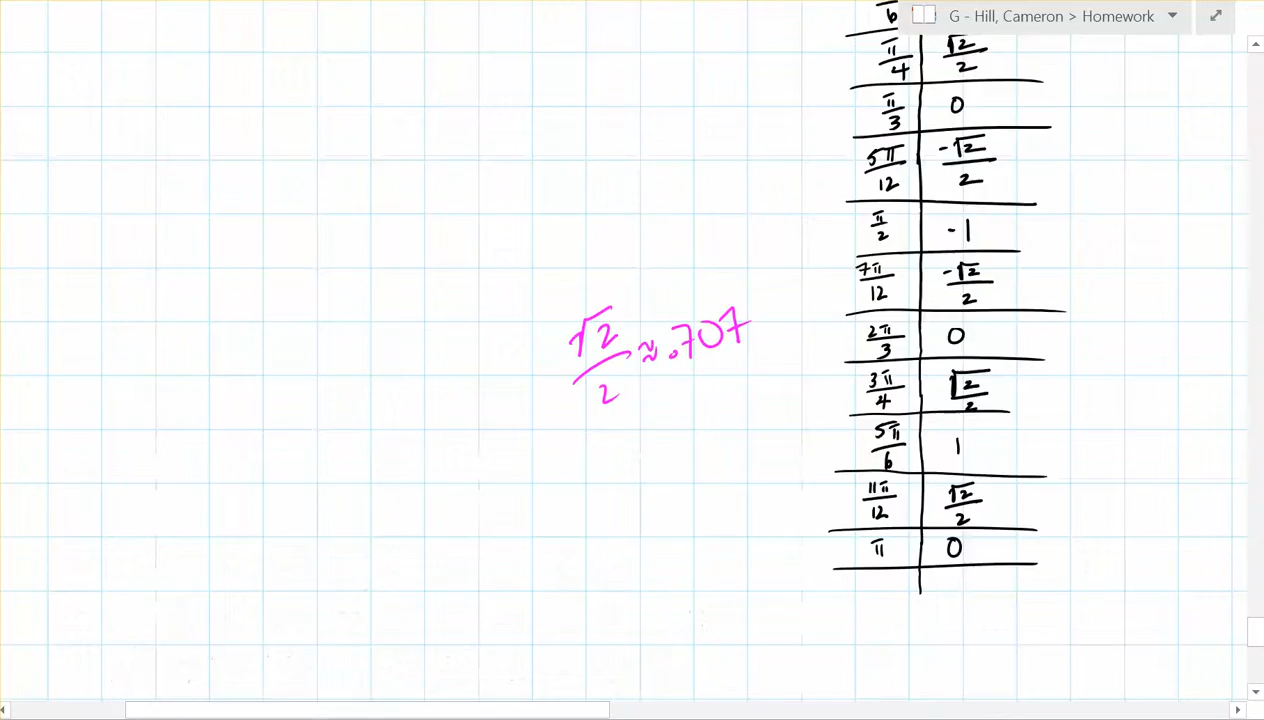 G - Hill, Cameron > Homework
6
π/4 | √2/2
π/3 | 0
5π/12 | -√2/2
π/2 | -1
7π/12 | -√2/2
2π/3 | 0
3π/4 | √2/2
5π/6 | 1
11π/12 | √2/2
π | 0
√2/2 ≈ .707